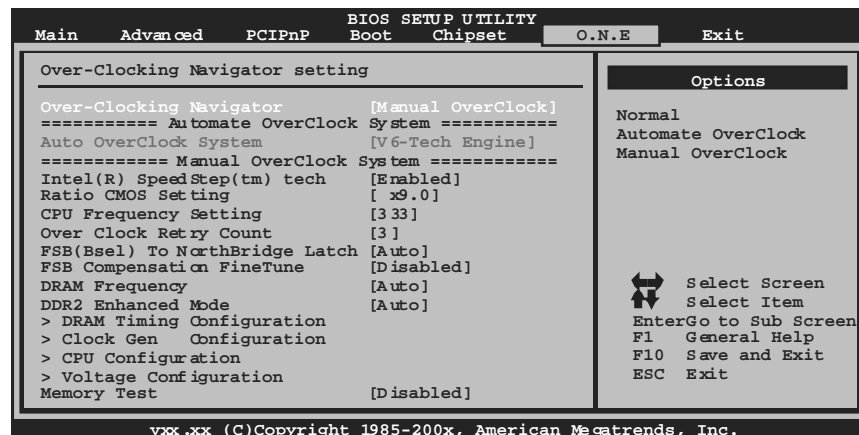 BIOS SETUP UTILITY
Main Advanced PCIPnP Boot Chipset O.N.E Exit
Over-Clocking Navigator setting
Over-Clocking Navigator [Manual OverClock]
=========== Automate OverClock System ===========
Auto OverClock System [V6-Tech Engine]
============ Manual OverClock System ============
Intel(R) SpeedStep(tm) tech [Enabled]
Ratio CMOS Setting [ x9.0]
CPU Frequency Setting [333]
Over Clock Retry Count [3]
FSB(Bsel) To NorthBridge Latch [Auto]
FSB Compensation FineTune [Disabled]
DRAM Frequency [Auto]
DDR2 Enhanced Mode [Auto]
> DRAM Timing Configuration
> Clock Gen Configuration
> CPU Configuration
> Voltage Configuration
Memory Test [Disabled]
Options
Normal
Automate OverClock
Manual OverClock
Select Screen
Select Item
EnterGo to Sub Screen
F1 General Help
F10 Save and Exit
ESC Exit
vxx.xx (C)Copyright 1985-200x, American Megatrends, Inc.